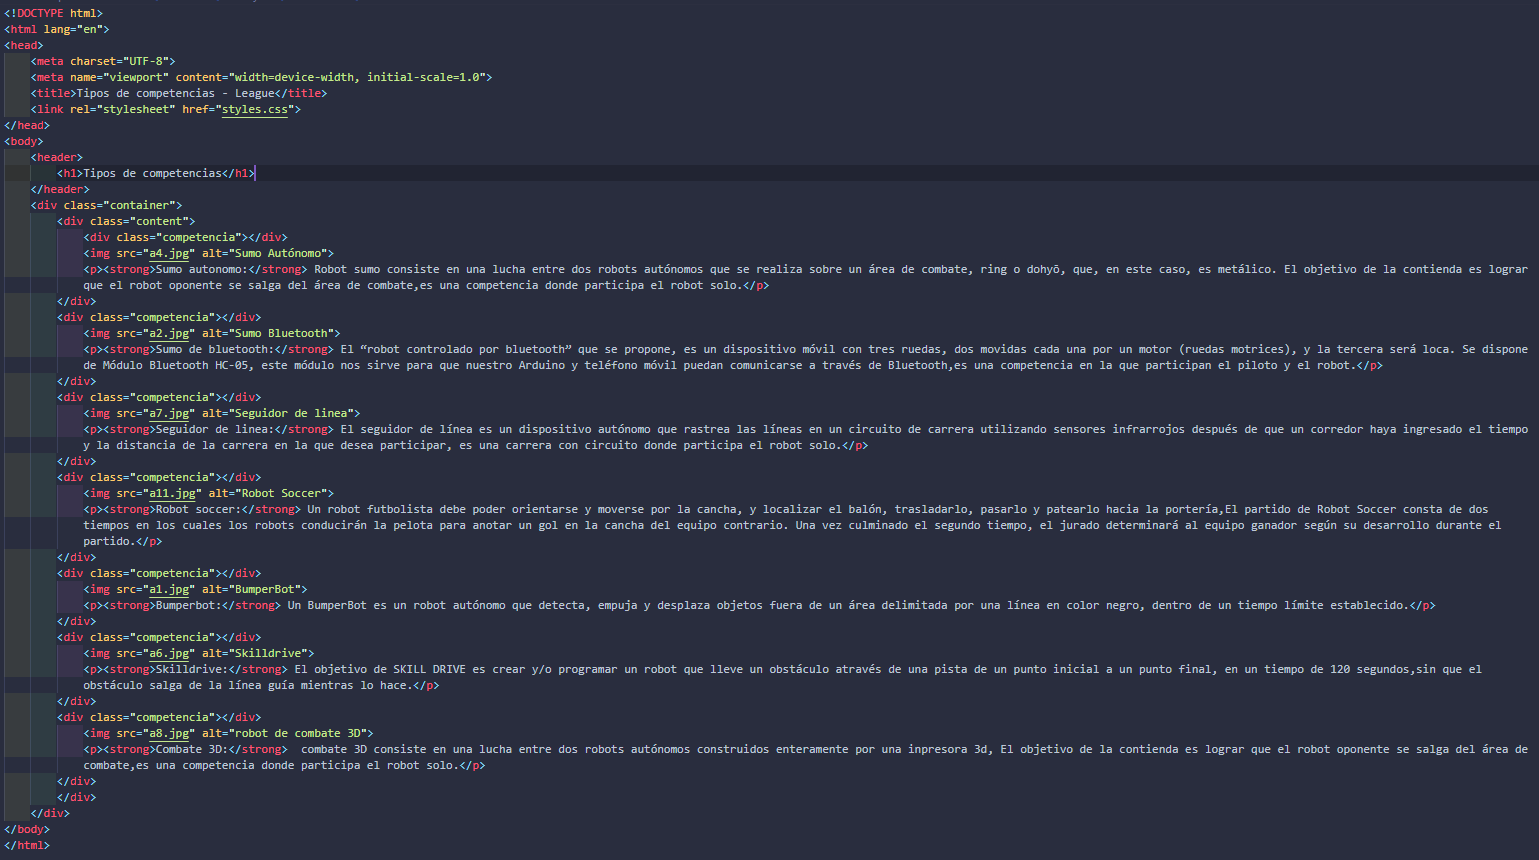 <!DOCTYPE html>
<html lang="en">
<head>
    <meta charset="UTF-8">
    <meta name="viewport" content="width=device-width, initial-scale=1.0">
    <title>Tipos de competencias - League</title>
    <link rel="stylesheet" href="styles.css">
</head>
<body>
    <header>
        <h1>Tipos de competencias</h1>
    </header>
    <div class="container">
        <div class="content">
            <div class="competencia"></div>
            <img src="a4.jpg" alt="Sumo Autónomo">
            <p><strong>Sumo autonomo:</strong> Robot sumo consiste en una lucha entre dos robots autónomos que se realiza sobre un área de combate, ring o dohyō, que, en este caso, es metálico. El objetivo de la contienda es lograr
            que el robot oponente se salga del área de combate,es una competencia donde participa el robot solo.</p>
        </div>
        <div class="competencia"></div>
            <img src="a2.jpg" alt="Sumo Bluetooth">
            <p><strong>Sumo de bluetooth:</strong> El “robot controlado por bluetooth” que se propone, es un dispositivo móvil con tres ruedas, dos movidas cada una por un motor (ruedas motrices), y la tercera será loca. Se dispone
            de Módulo Bluetooth HC-05, este módulo nos sirve para que nuestro Arduino y teléfono móvil puedan comunicarse a través de Bluetooth,es una competencia en la que participan el piloto y el robot.</p>
        </div>
        <div class="competencia"></div>
            <img src="a7.jpg" alt="Seguidor de linea">
            <p><strong>Seguidor de linea:</strong> El seguidor de línea es un dispositivo autónomo que rastrea las líneas en un circuito de carrera utilizando sensores infrarrojos después de que un corredor haya ingresado el tiempo
            y la distancia de la carrera en la que desea participar, es una carrera con circuito donde participa el robot solo.</p>
        </div>
        <div class="competencia"></div>
            <img src="a11.jpg" alt="Robot Soccer">
            <p><strong>Robot soccer:</strong> Un robot futbolista debe poder orientarse y moverse por la cancha, y localizar el balón, trasladarlo, pasarlo y patearlo hacia la portería,El partido de Robot Soccer consta de dos
            tiempos en los cuales los robots conducirán la pelota para anotar un gol en la cancha del equipo contrario. Una vez culminado el segundo tiempo, el jurado determinará al equipo ganador según su desarrollo durante el
            partido.</p>
        </div>
        <div class="competencia"></div>
            <img src="a1.jpg" alt="BumperBot">
            <p><strong>Bumperbot:</strong> Un BumperBot es un robot autónomo que detecta, empuja y desplaza objetos fuera de un área delimitada por una línea en color negro, dentro de un tiempo límite establecido.</p>
        </div>
        <div class="competencia"></div>
            <img src="a6.jpg" alt="Skilldrive">
            <p><strong>Skilldrive:</strong> El objetivo de SKILL DRIVE es crear y/o programar un robot que lleve un obstáculo através de una pista de un punto inicial a un punto final, en un tiempo de 120 segundos,sin que el
            obstáculo salga de la línea guía mientras lo hace.</p>
        </div>
        <div class="competencia"></div>
            <img src="a8.jpg" alt="robot de combate 3D">
            <p><strong>Combate 3D:</strong>  combate 3D consiste en una lucha entre dos robots autónomos construidos enteramente por una inpresora 3d, El objetivo de la contienda es lograr que el robot oponente se salga del área de
            combate,es una competencia donde participa el robot solo.</p>
        </div>
        </div>
    </div>
</body>
</html>